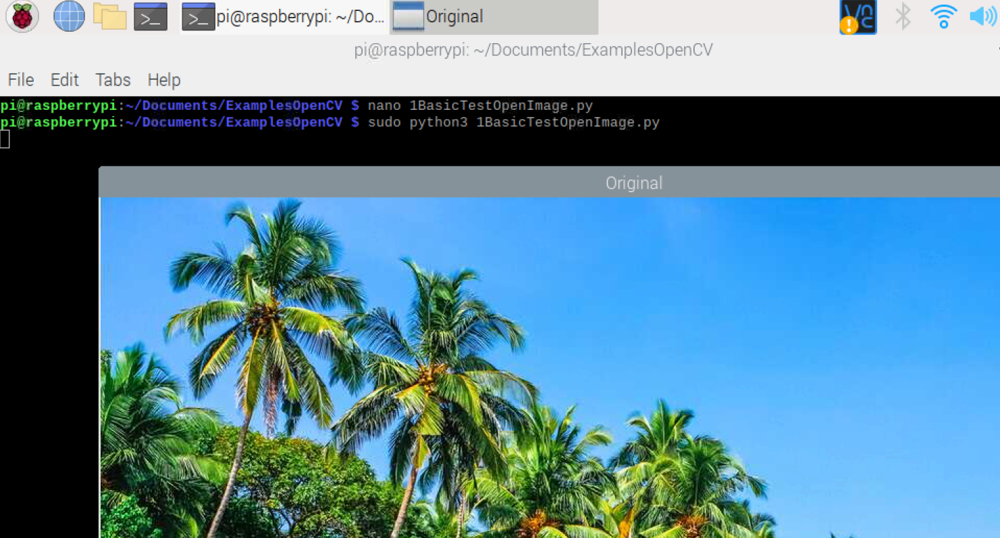 pi@raspberrypi: ~/Do... Original
VNC
pi@raspberrypi: ~/Documents/ExamplesOpenCV
File Edit Tabs Help
pi@raspberrypi:~/Documents/ExamplesOpenCV $ nano 1BasicTestOpenImage.py
pi@raspberrypi:~/Documents/ExamplesOpenCV $ sudo python3 1BasicTestOpenImage.py
Original